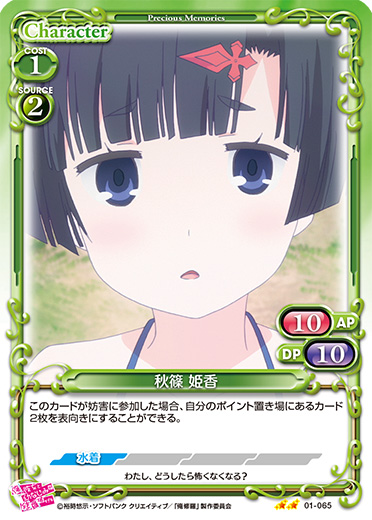 Precious Memories
Character
COST
1
SOURCE
2
10 AP
DP 10
秋篠 姫香
このカードが妨害に参加した場合、自分のポイント置き場にあるカード
2枚を表向きにすることができる。
水着
わたし、どうしたら怖くなくなる?
©裕時悠示・ソフトバンク クリエイティブ/「俺修羅」製作委員会
01-065